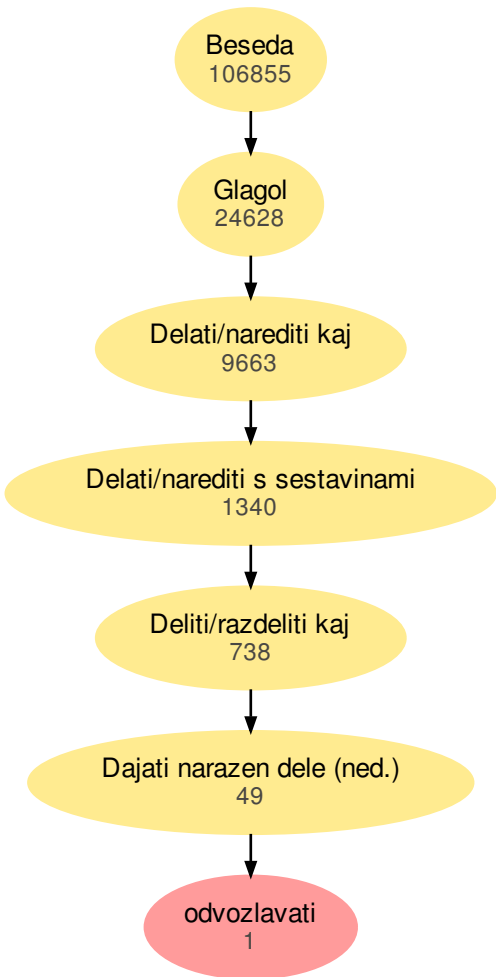 Beseda
106855
Glagol
24628
Delati/narediti kaj
9663
Delati/narediti s sestavinami
1340
Deliti/razdeliti kaj
738
Dajati narazen dele (ned.)
49
odvozlavati
1